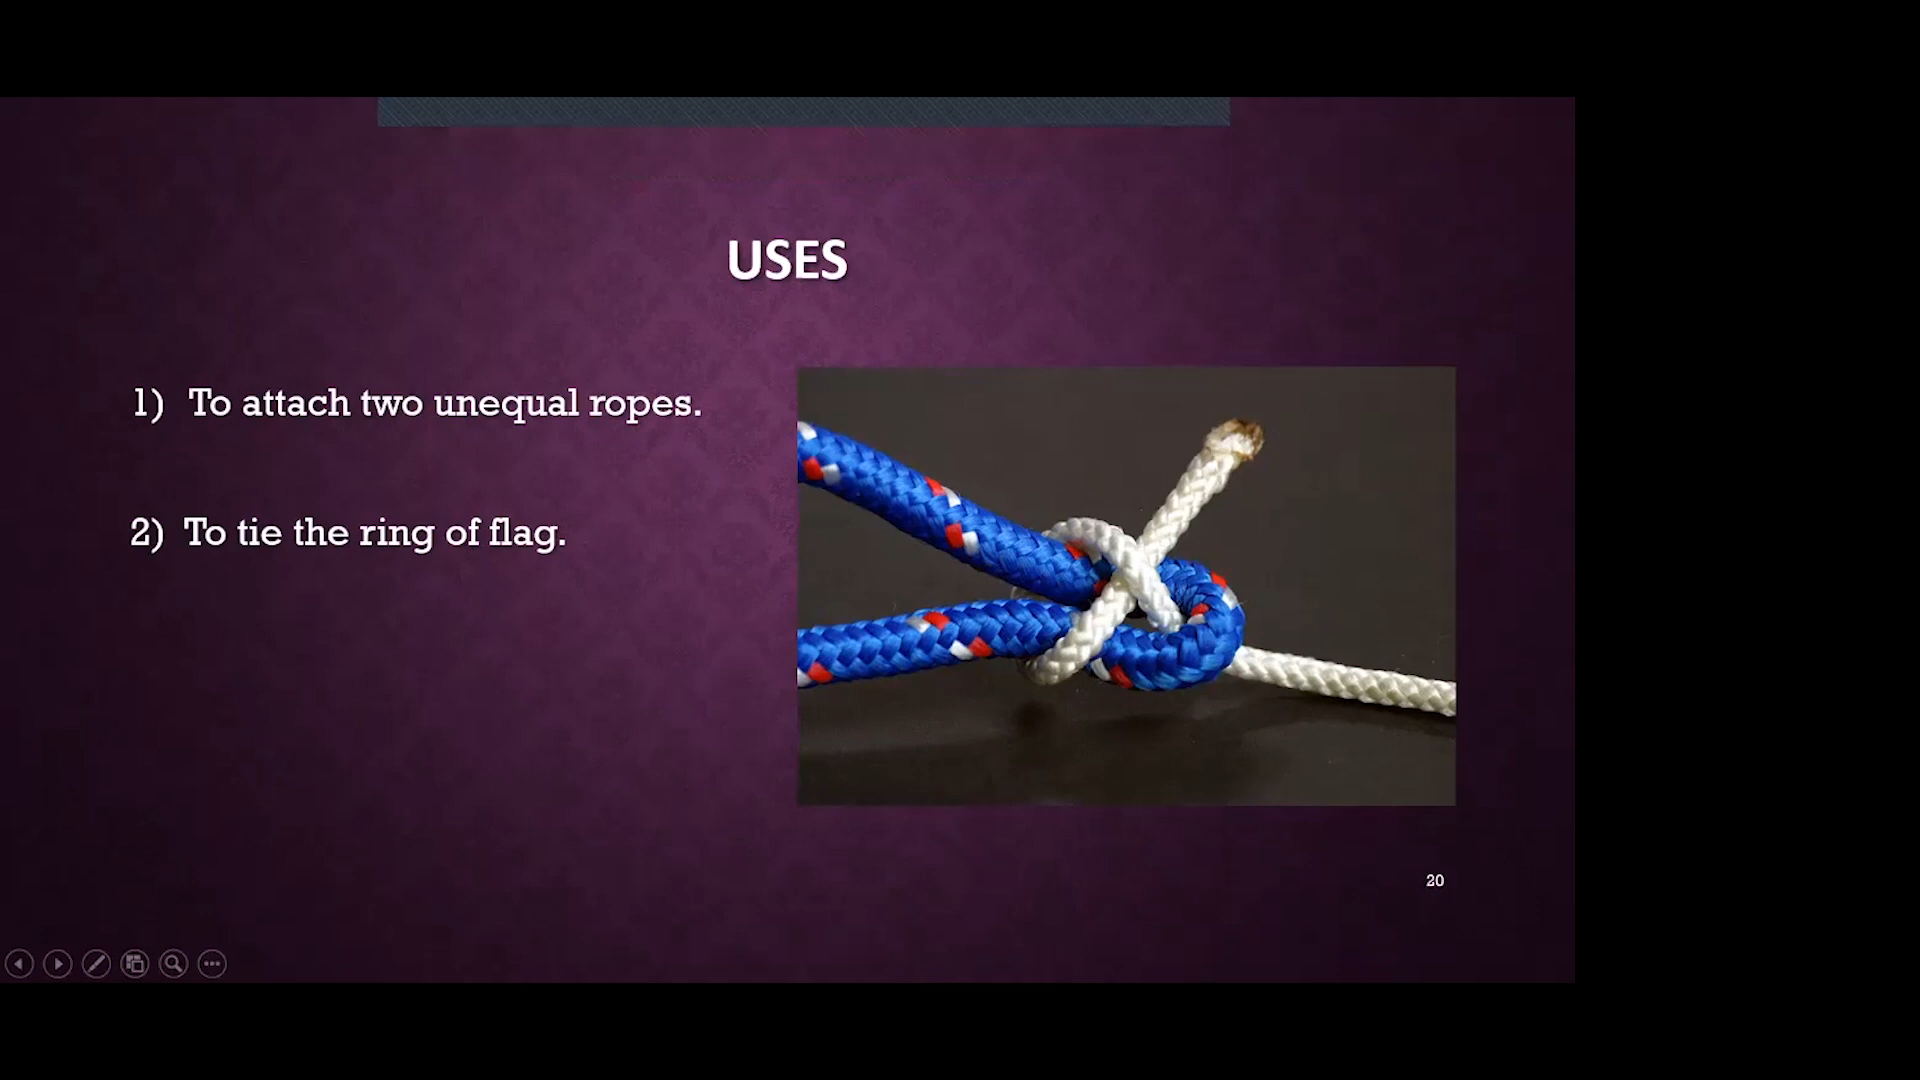 USES
1) To attach two unequal ropes.
2) To tie the ring of flag.
20